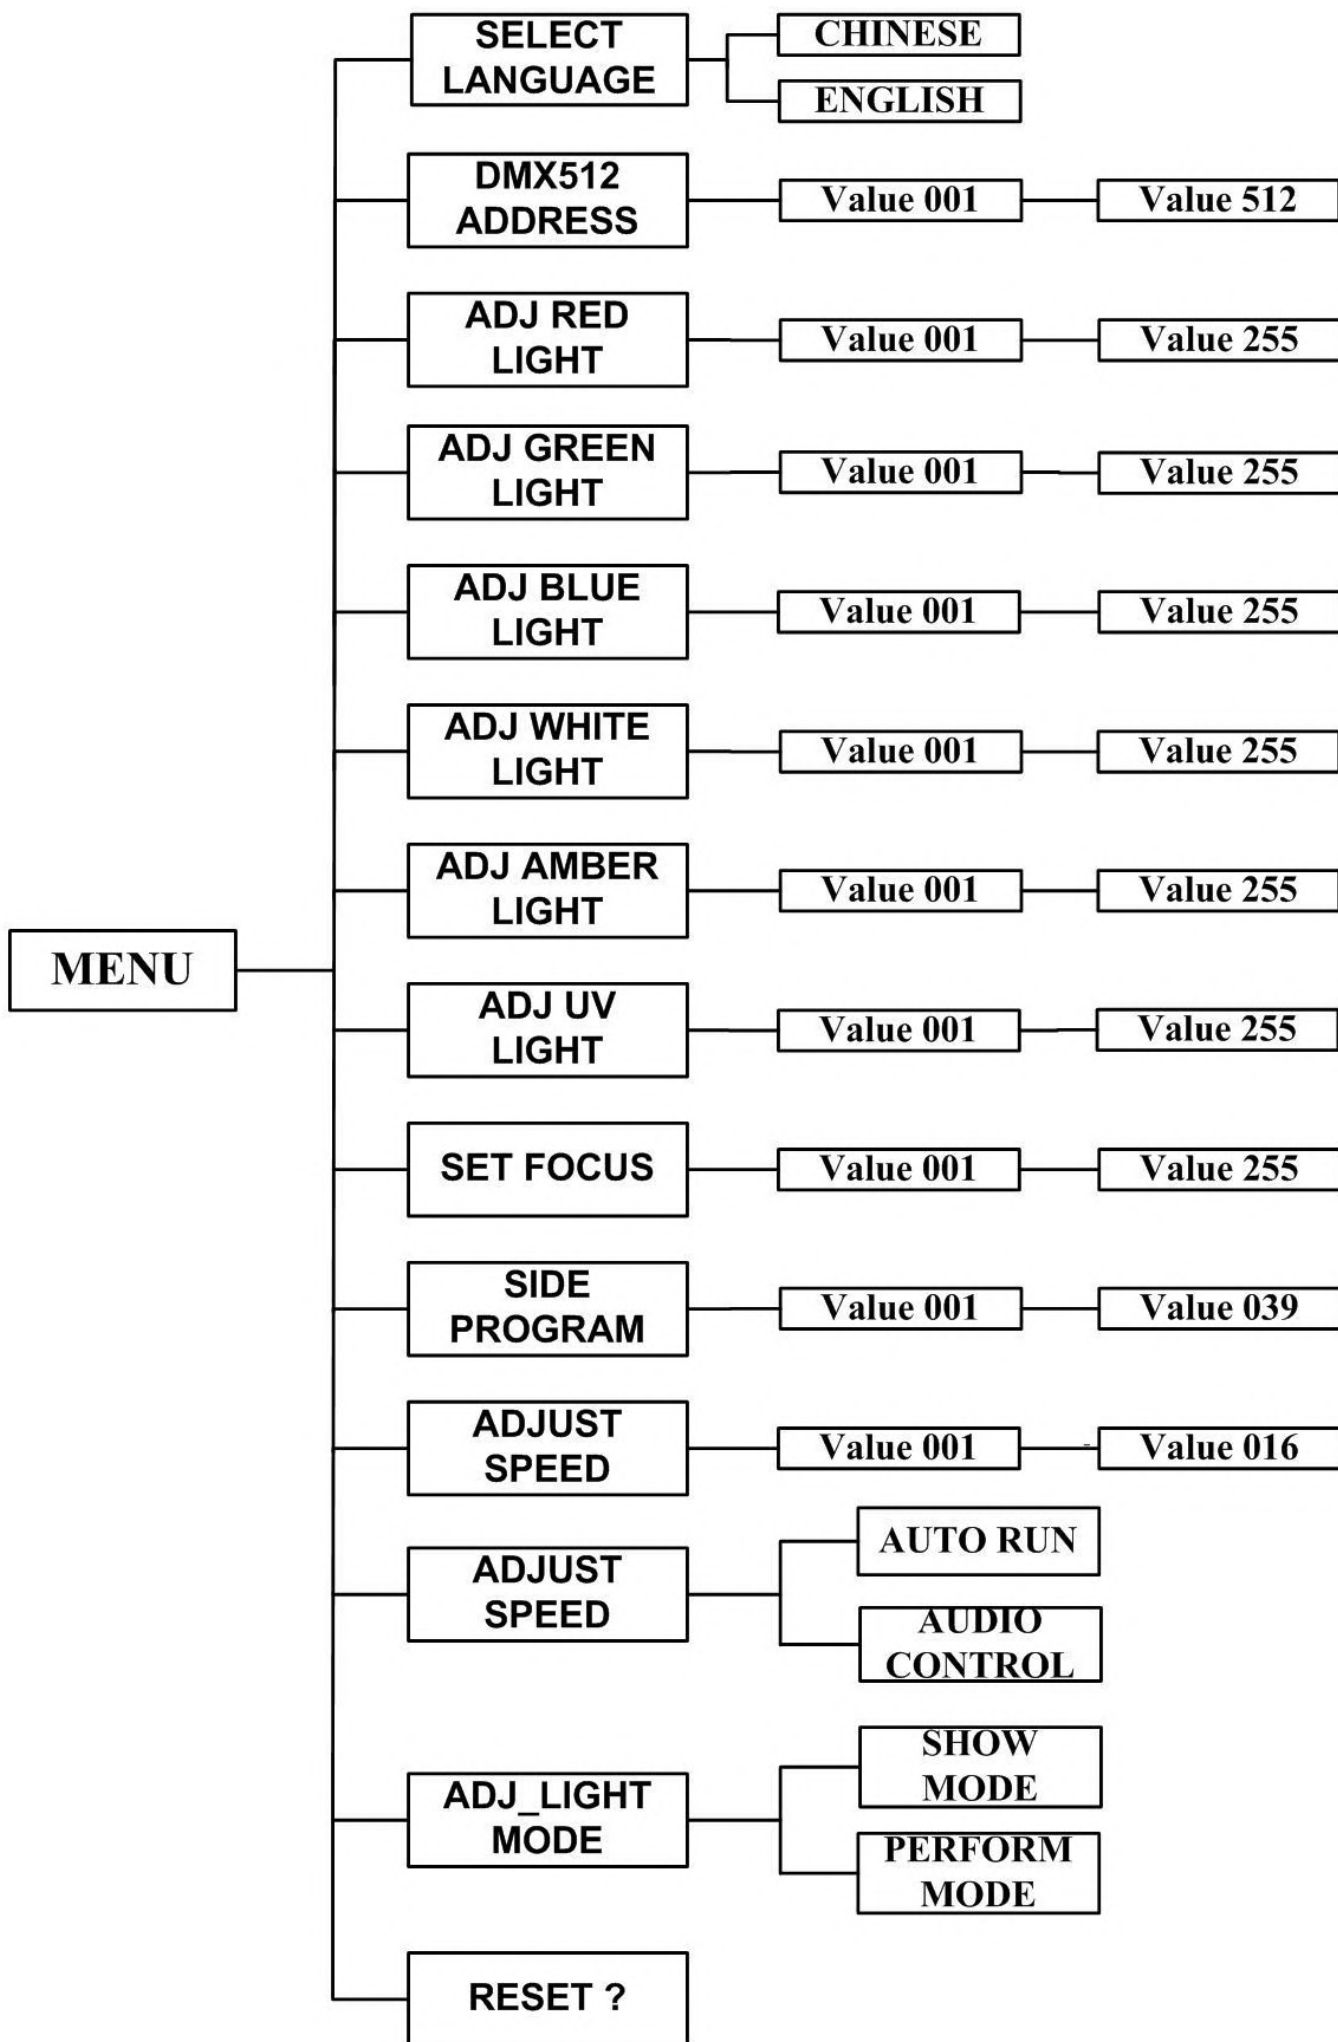 SELECT
LANGUAGE
CHINESE
ENGLISH
DMX512
ADDRESS
Value 001
Value 512
ADJ RED
LIGHT
Value 001
Value 255
ADJ GREEN
LIGHT
Value 001
Value 255
ADJ BLUE
LIGHT
Value 001
Value 255
ADJ WHITE
LIGHT
Value 001
Value 255
ADJ AMBER
LIGHT
Value 001
Value 255
MENU
ADJ UV
LIGHT
Value 001
Value 255
SET FOCUS
Value 001
Value 255
SIDE
PROGRAM
Value 001
Value 039
ADJUST
SPEED
Value 001
Value 016
ADJUST
SPEED
AUTO RUN
AUDIO
CONTROL
ADJ_LIGHT
MODE
SHOW
MODE
PERFORM
MODE
RESET ?